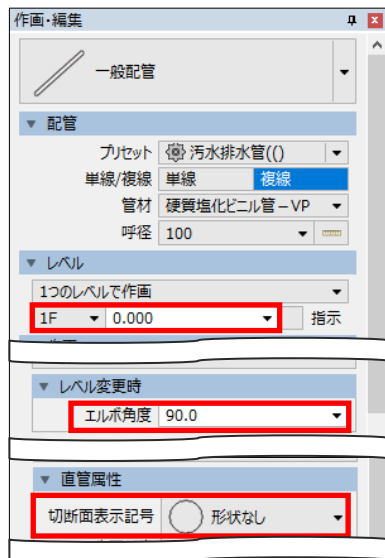 作画・編集
一般配管
配管
プリセット 汚水排水管(()
単線/複線 単線 複線
管材 硬質塩化ビニル管－VP
呼径 100
レベル
1つのレベルで作画
1F 0.000 指示
レベル変更時
エルボ角度 90.0
直管属性
切断面表示記号 形状なし